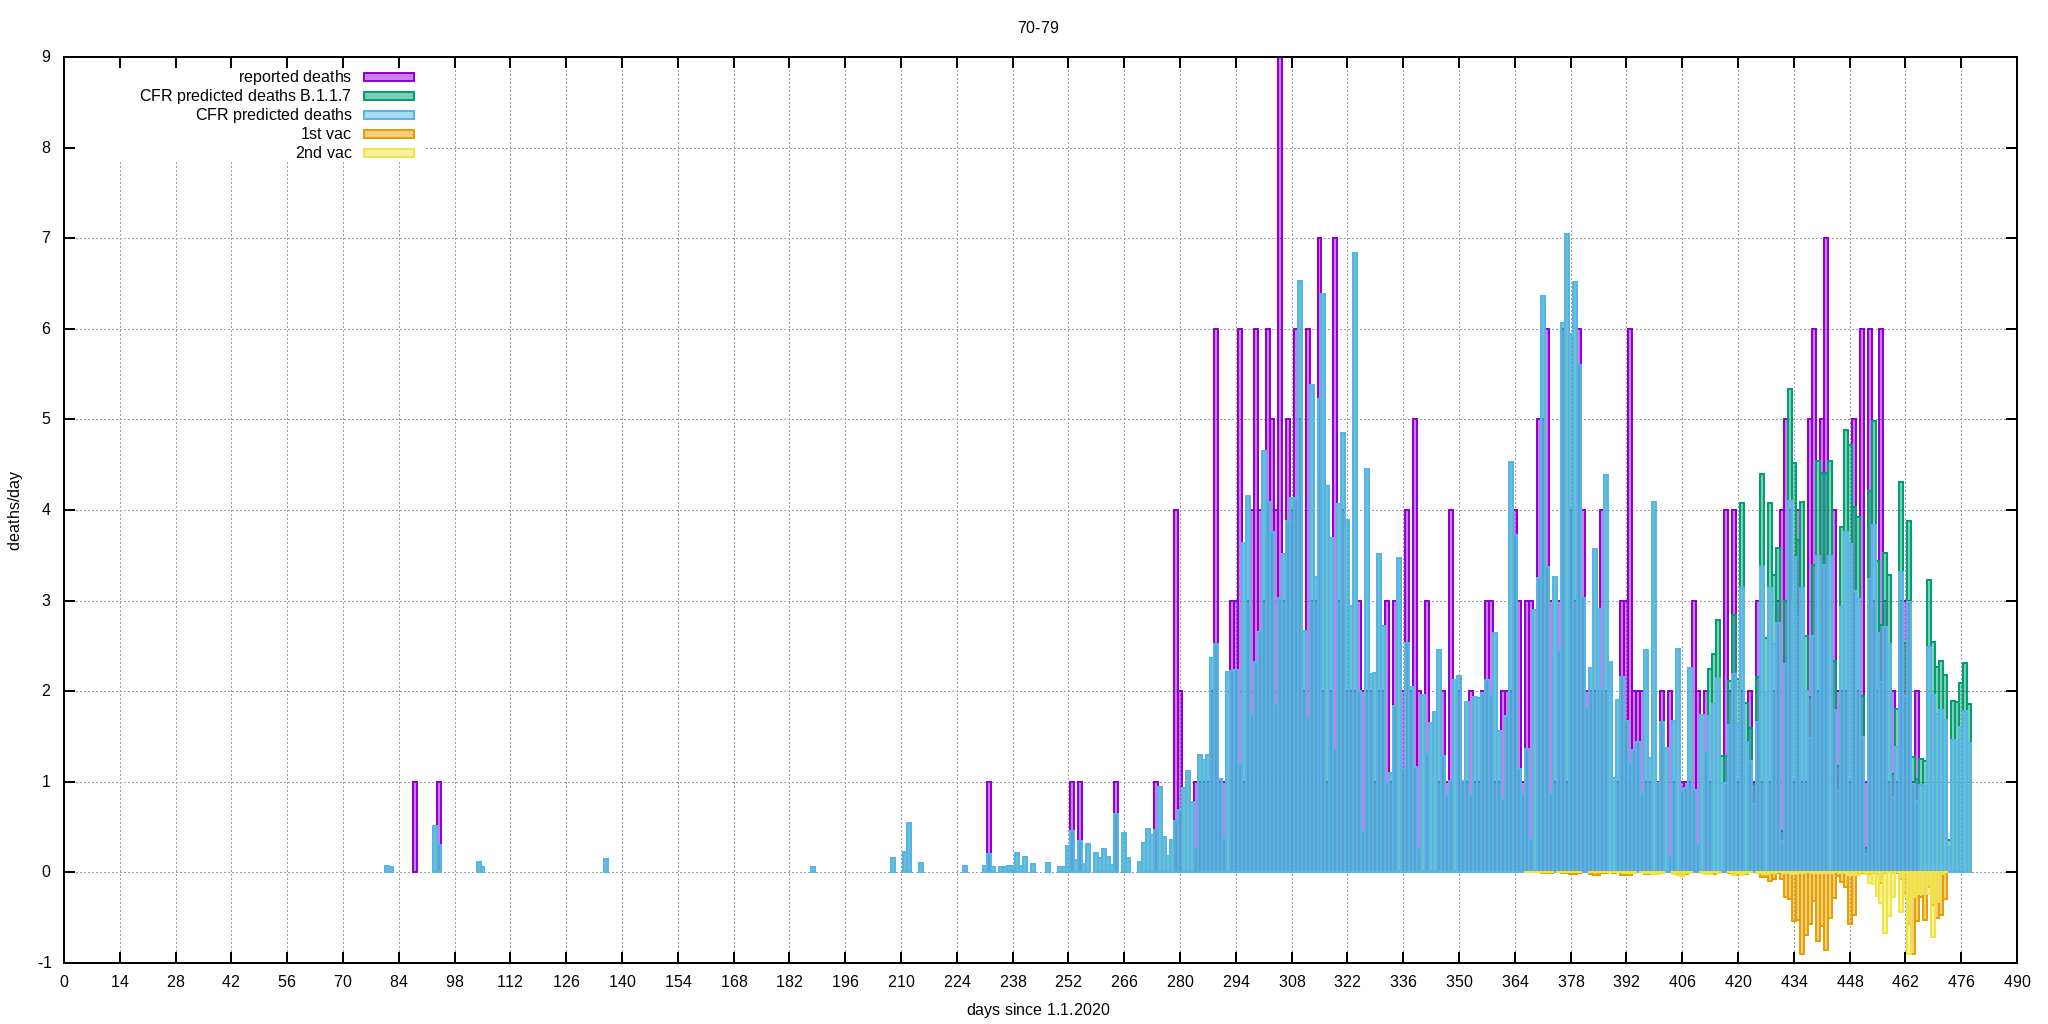 70-79
reported deaths
CFR predicted deaths B.1.1.7
CFR predicted deaths
1st vac
2nd vac
9
8
7
6
5
4
3
2
1
0
-1
deaths/day
0 14 28 42 56 70 84 98 112 126 140 154 168 182 196 210 224 238 252 266 280 294 308 322 336 350 364 378 392 406 420 434 448 462 476 490
days since 1.1.2020